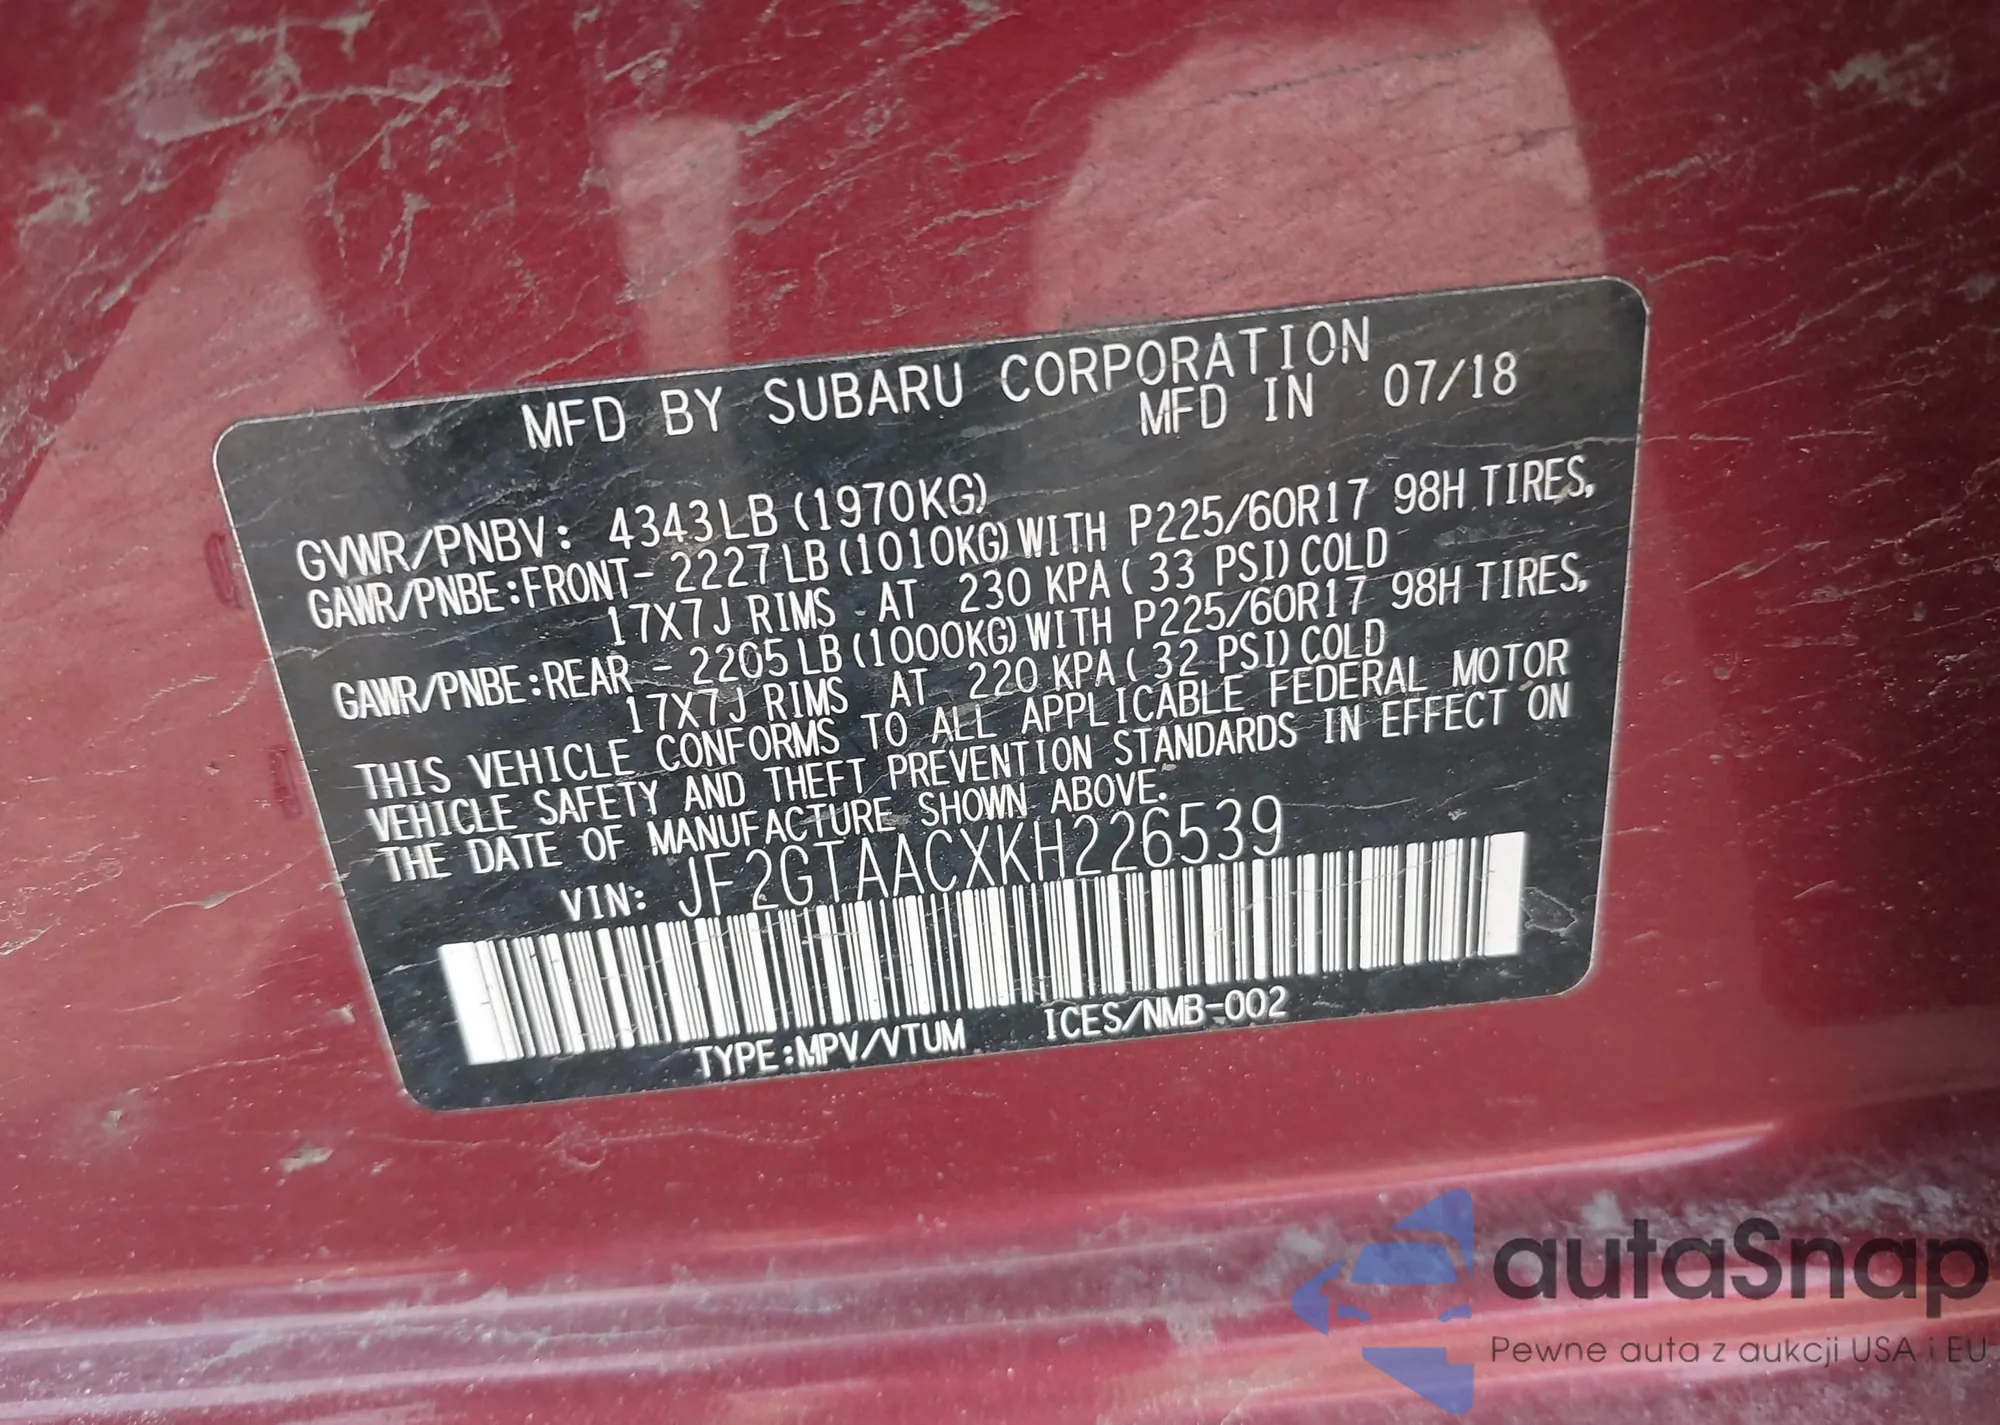 MFD BY SUBARU CORPORATION
MFD IN 07/18
GVWR/PNBV: 4343LB(1970KG)
GAWR/PNBE:FRONT- 2227LB(1010KG)WITH P225/60R17 98H TIRES,
17X7J RIMS AT 230 KPA( 33 PSI)COLD
GAWR/PNBE:REAR - 2205LB(1000KG)WITH P225/60R17 98H TIRES,
17X7J RIMS AT 220 KPA( 32 PSI)COLD
THIS VEHICLE CONFORMS TO ALL APPLICABLE FEDERAL MOTOR
VEHICLE SAFETY AND THEFT PREVENTION STANDARDS IN EFFECT ON
THE DATE OF MANUFACTURE SHOWN ABOVE.
VIN: JF2GTAACXKH226539
TYPE:MPV/VTUM ICES/NMB-002
autaSnap
Pewne auta z aukcji USA i EU